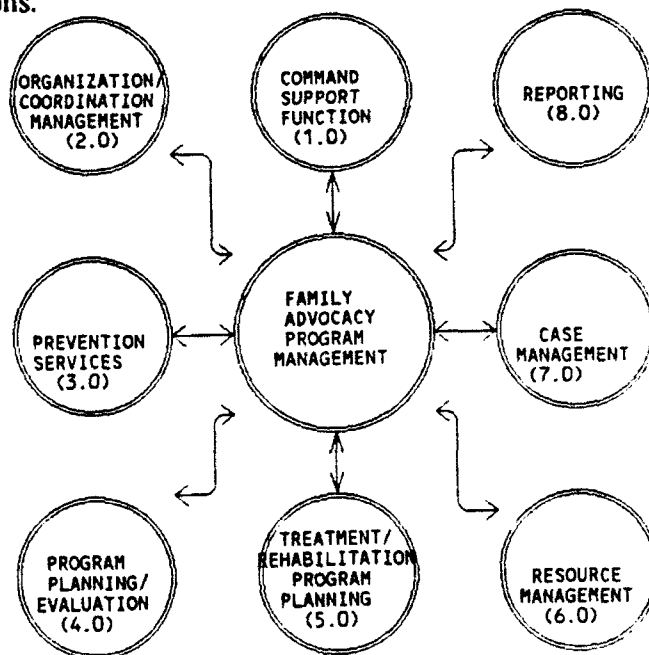 ons.
ORGANIZATION/
COORDINATION
MANAGEMENT
(2.0)
COMMAND
SUPPORT
FUNCTION
(1.0)
REPORTING
(8.0)
PREVENTION
SERVICES
(3.0)
FAMILY
ADVOCACY
PROGRAM
MANAGEMENT
CASE
MANAGEMENT
(7.0)
PROGRAM
PLANNING/
EVALUATION
(4.0)
TREATMENT/
REHABILITATION
PROGRAM
PLANNING
(5.0)
RESOURCE
MANAGEMENT
(6.0)